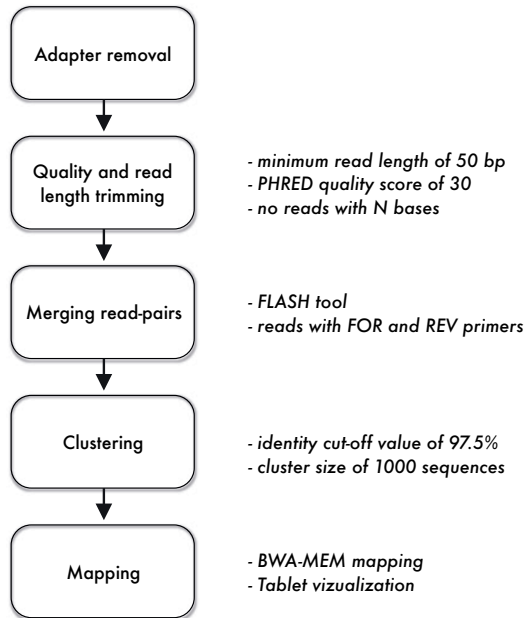 Adapter removal
Quality and read
length trimming
- minimum read length of 50 bp
- PHRED quality score of 30
- no reads with N bases
Merging read-pairs
- FLASH tool
- reads with FOR and REV primers
Clustering
- identity cut-off value of 97.5%
- cluster size of 1000 sequences
Mapping
- BWA-MEM mapping
- Tablet vizualization